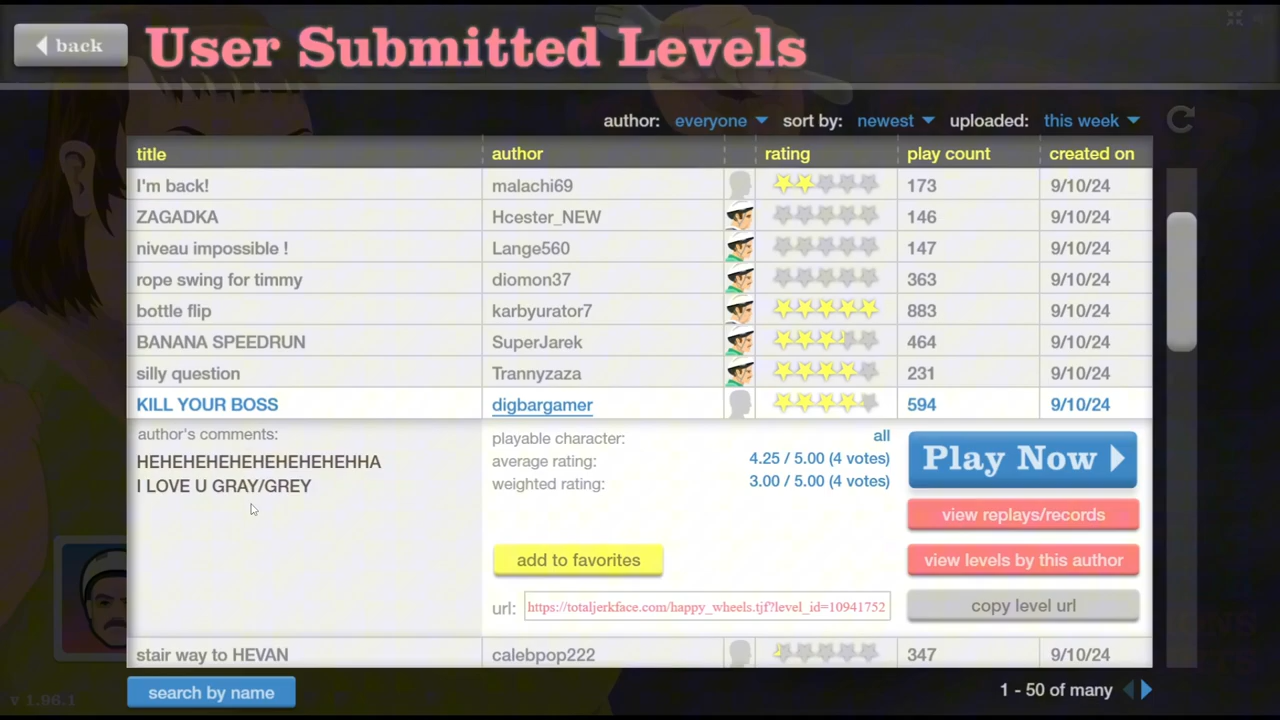 back
User Submitted Levels
author: everyone sort by: newest uploaded: this week
title author rating play count created on
I'm back! malachi69 173 9/10/24
ZAGADKA Hcester_NEW 146 9/10/24
niveau impossible ! Lange560 147 9/10/24
rope swing for timmy diomon37 363 9/10/24
bottle flip karbyurator7 883 9/10/24
BANANA SPEEDRUN SuperJarek 464 9/10/24
silly question Trannyzaza 231 9/10/24
KILL YOUR BOSS digbargamer 594 9/10/24
author's comments:
HEHEHEHEHEHEHEHEHEHHA
I LOVE U GRAY/GREY
playable character: all
average rating: 4.25 / 5.00 (4 votes)
weighted rating: 3.00 / 5.00 (4 votes)
add to favorites
url: https://totaljerkface.com/happy_wheels.tjf?level_id=10941752
Play Now
view replays/records
view levels by this author
copy level url
stair way to HEVAN calebpop222 347 9/10/24
v 1.96.1
search by name
1 - 50 of many